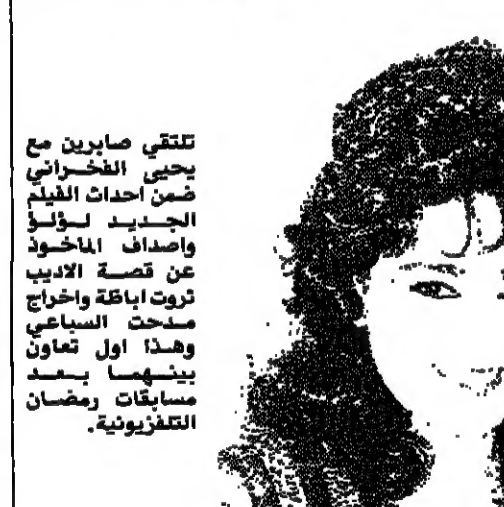 تلتقي صابرين مع
يحيى الفخراني
ضمن احداث الفيلم
الجديد لؤلؤ
واصداف الماخوذ
عن قصة الاديب
ثروت اباظة واخراج
مدحت السباعي
وهذا اول تعاون
بينهما بعد
مسابقات رمضان
التلفزيونية.